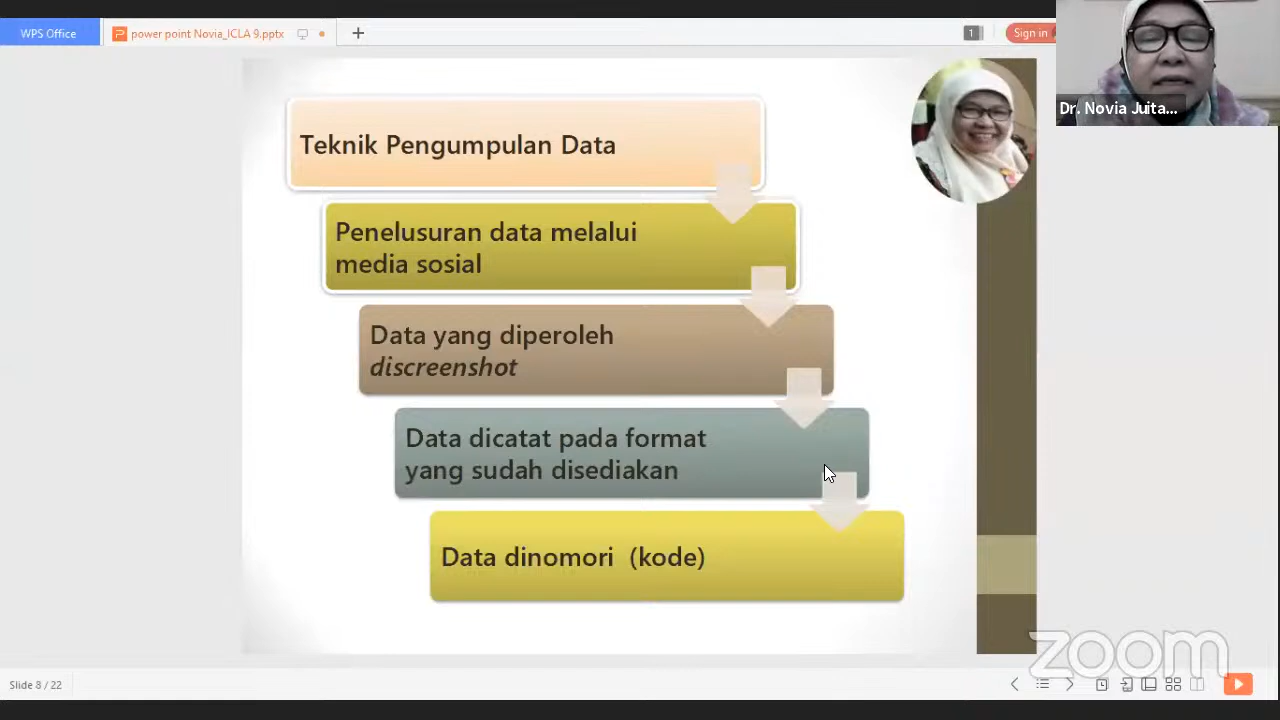 WPS Office
power point Novia_ICLA 9.pptx
1
Sign in
Dr. Novia Juita...
Teknik Pengumpulan Data
Penelusuran data melalui
media sosial
Data yang diperoleh
discreenshot
Data dicatat pada format
yang sudah disediakan
Data dinomori (kode)
zoom
Slide 8 / 22